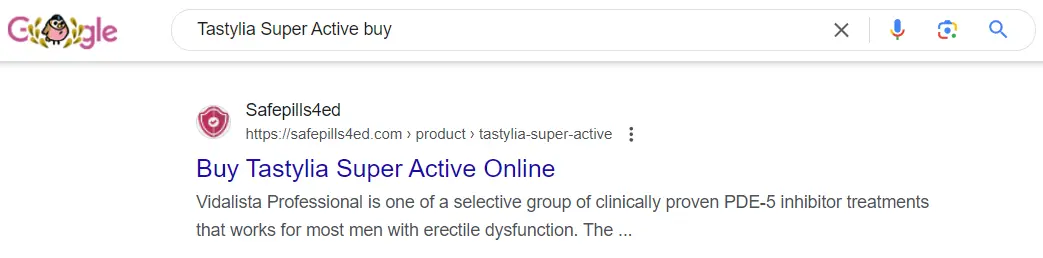 Google
Tastylia Super Active buy
Safepills4ed
https://safepills4ed.com › product › tastylia-super-active
Buy Tastylia Super Active Online
Vidalista Professional is one of a selective group of clinically proven PDE-5 inhibitor treatments
that works for most men with erectile dysfunction. The ...